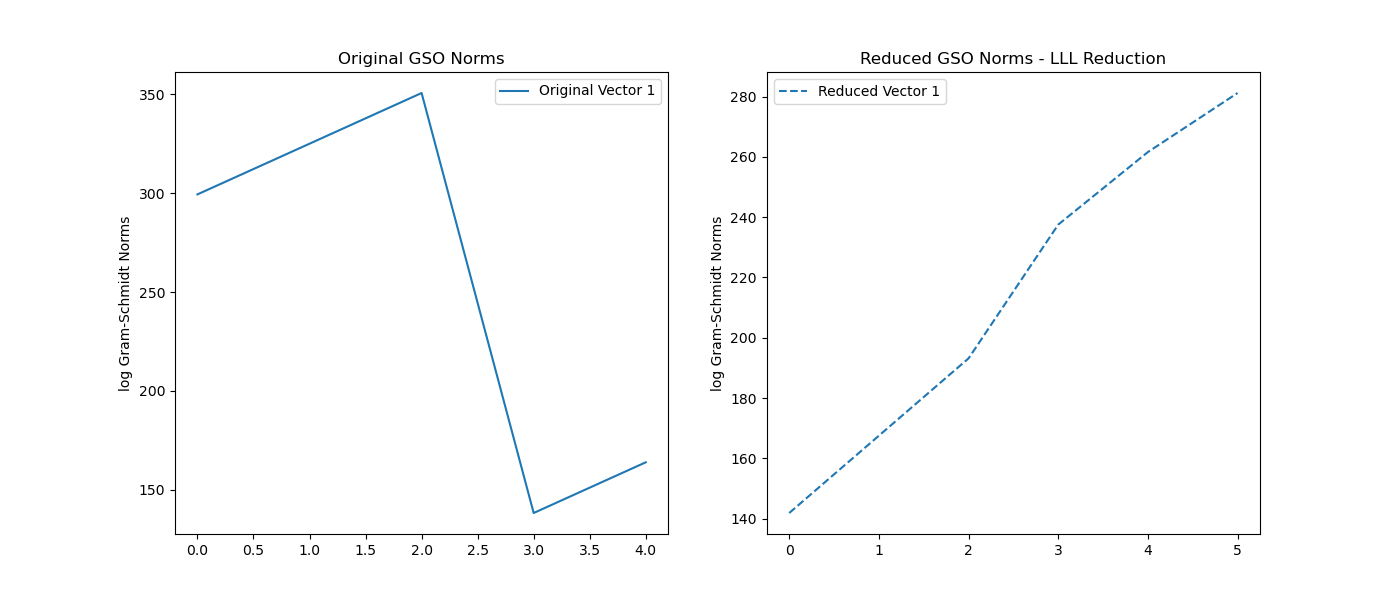 Original GSO Norms
Original Vector 1
log Gram-Schmidt Norms
350
300
250
200
150
0.0 0.5 1.0 1.5 2.0 2.5 3.0 3.5 4.0
Reduced GSO Norms - LLL Reduction
Reduced Vector 1
log Gram-Schmidt Norms
280
260
240
220
200
180
160
140
0 1 2 3 4 5